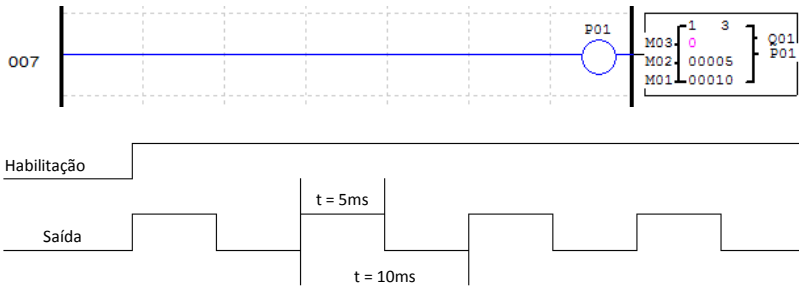 P01
007
1 3
M03 0 Q01
M02 00005 P01
M01 00010
Habilitação
t = 5ms
Saída
t = 10ms